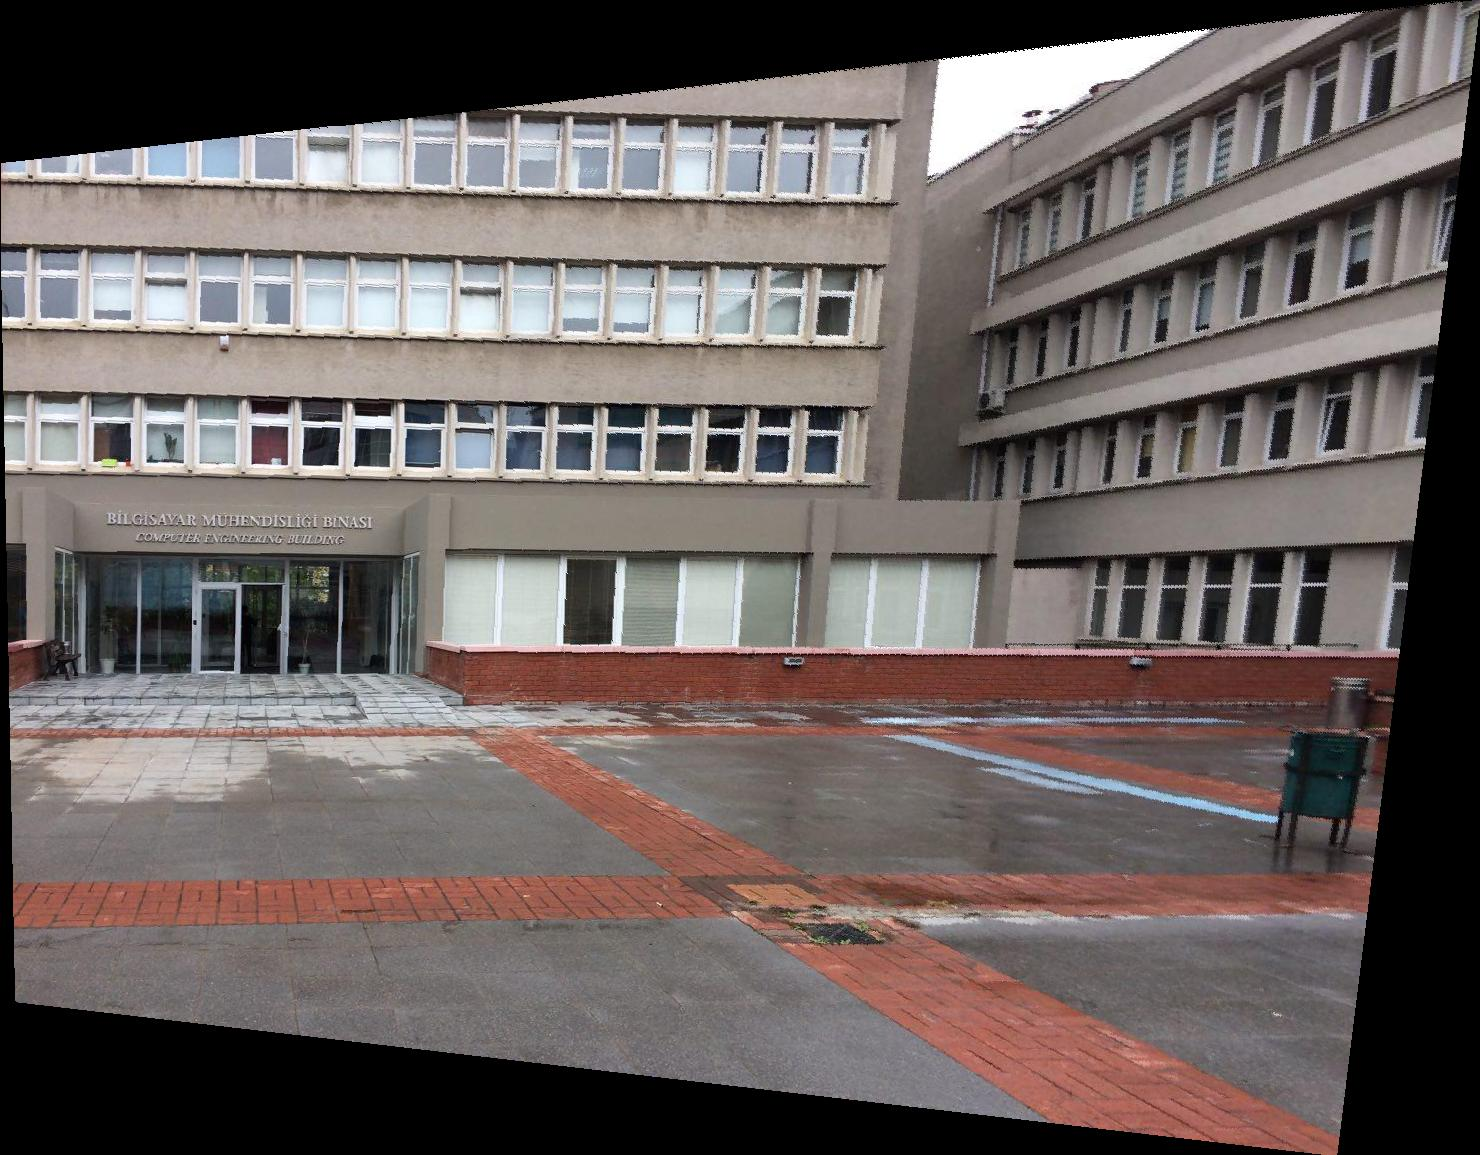 BİLGİSAYAR MÜHENDİSLİĞİ BİNASI
COMPUTER ENGINEERING BUILDING